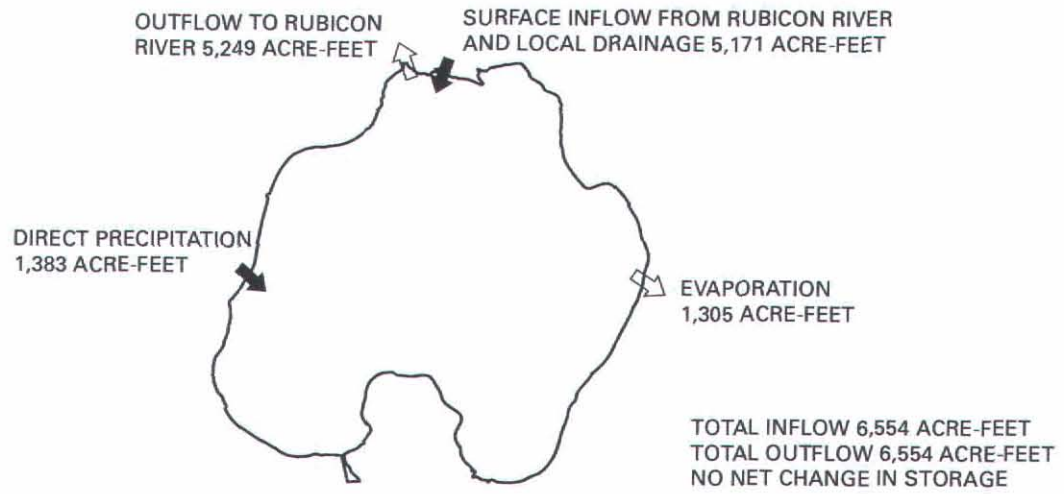 OUTFLOW TO RUBICON
RIVER 5,249 ACRE-FEET
SURFACE INFLOW FROM RUBICON RIVER
AND LOCAL DRAINAGE 5,171 ACRE-FEET
DIRECT PRECIPITATION
1,383 ACRE-FEET
EVAPORATION
1,305 ACRE-FEET
TOTAL INFLOW 6,554 ACRE-FEET
TOTAL OUTFLOW 6,554 ACRE-FEET
NO NET CHANGE IN STORAGE